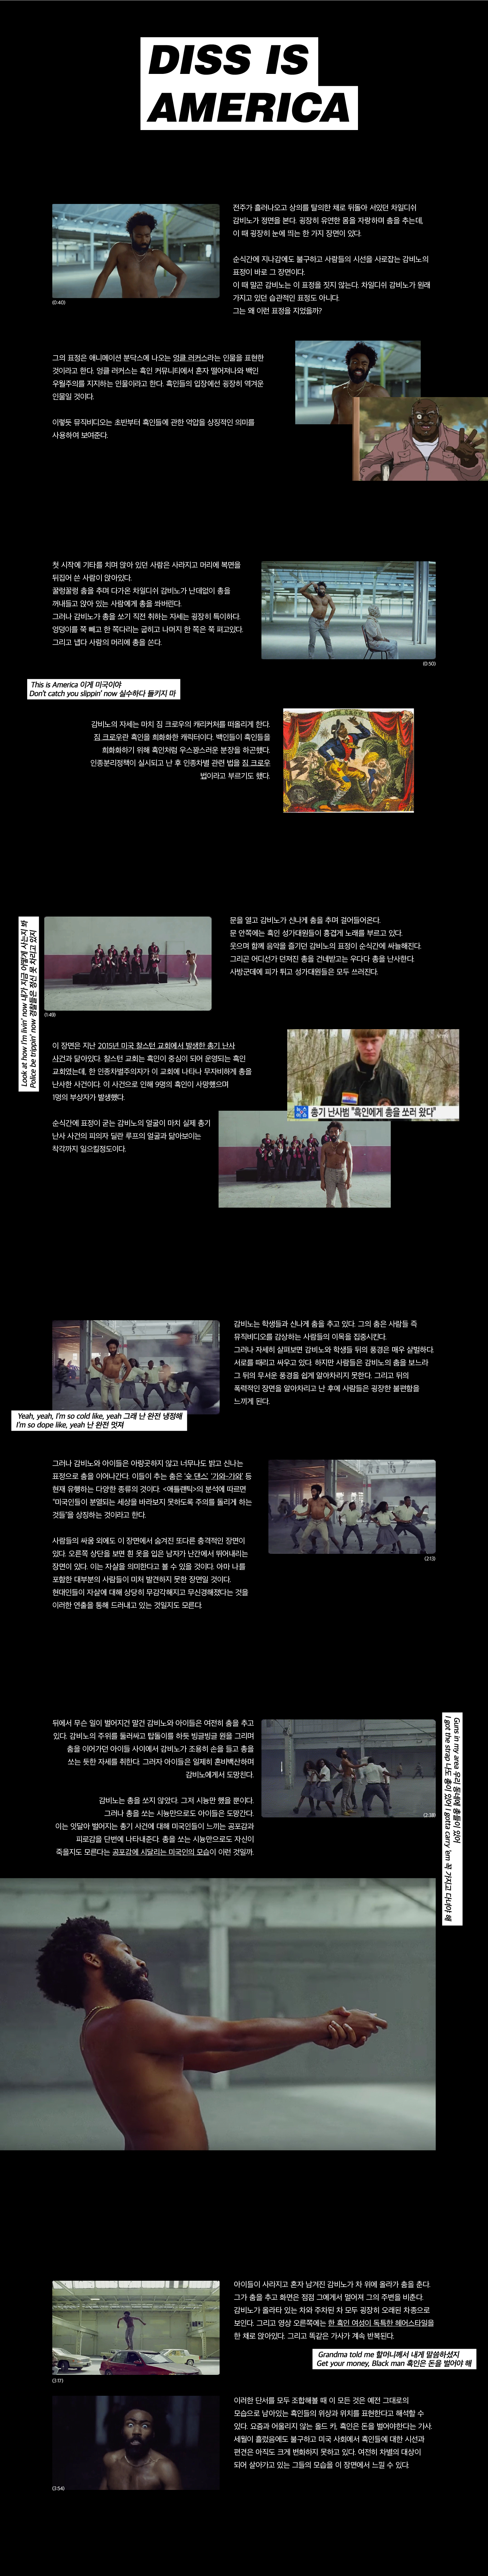 DISS IS
AMERICA
전주가 흘러나오고 상의를 탈의한 채로 뒤돌아 서있던 차일디쉬
감비노가 정면을 본다. 굉장히 유연한 몸을 자랑하며 춤을 추는데,
이 때 굉장히 눈에 띄는 한 가지 장면이 있다.
순식간에 지나감에도 불구하고 사람들의 시선을 사로잡는 감비노의
표정이 바로 그 장면이다.
이 때 말곤 감비노는 이 표정을 짓지 않는다. 차일디쉬 감비노가 원래
가지고 있던 습관적인 표정도 아니다.
그는 왜 이런 표정을 지었을까?
(0:40)
그의 표정은 애니메이션 분닥스에 나오는 엉클 러커스라는 인물을 표현한
것이라고 한다. 엉클 러커스는 흑인 커뮤니티에서 혼자 떨어져나와 백인
우월주의를 지지하는 인물이라고 한다. 흑인들의 입장에선 굉장히 역겨운
인물일 것이다.
이렇듯 뮤직비디오는 초반부터 흑인들에 관한 억압을 상징적인 의미를
사용하여 보여준다.
첫 시작에 기타를 치며 앉아 있던 사람은 사라지고 머리에 복면을
뒤집어 쓴 사람이 앉아있다.
꿀렁꿀렁 춤을 추며 다가온 차일디쉬 감비노가 난데없이 총을
꺼내들고 앉아 있는 사람에게 총을 쏴버린다.
그러나 감비노가 총을 쏘기 직전 취하는 자세는 굉장히 특이하다.
엉덩이를 쭉 빼고 한 쪽다리는 굽히고 나머지 한 쪽은 쭉 펴고있다.
그리고 냅다 사람의 머리에 총을 쏜다.
(0:50)
This is America 이게 미국이야
Don't catch you slippin' now 실수하다 들키지 마
감비노의 자세는 마치 짐 크로우의 캐리커처를 떠올리게 한다.
짐 크로우란 흑인을 희화화한 캐릭터이다. 백인들이 흑인들을
희화화하기 위해 흑인처럼 우스꽝스러운 분장을 하곤했다.
인종분리정책이 실시되고 난 후 인종차별 관련 법을 짐 크로우
법이라고 부르기도 했다.
Look at how I'm livin' now 내가 지금 어떻게 사는지 봐
Police be trippin' now 경찰들은 정신 못 차리고 있지
문을 열고 감비노가 신나게 춤을 추며 걸어들어온다.
문 안쪽에는 흑인 성가대원들이 흥겹게 노래를 부르고 있다.
웃으며 함께 음악을 즐기던 감비노의 표정이 순식간에 싸늘해진다.
그리곤 어디선가 던져진 총을 건네받고는 우다다 총을 난사한다.
사방군데에 피가 튀고 성가대원들은 모두 쓰러진다.
(1:49)
이 장면은 지난 2015년 미국 찰스턴 교회에서 발생한 총기 난사
사건과 닮아있다. 찰스턴 교회는 흑인이 중심이 되어 운영되는 흑인
교회였는데, 한 인종차별주의자가 이 교회에 나타나 무자비하게 총을
난사한 사건이다. 이 사건으로 인해 9명의 흑인이 사망했으며
1명의 부상자가 발생했다.
순식간에 표정이 굳는 감비노의 얼굴이 마치 실제 총기
난사 사건의 피의자 딜란 루프의 얼굴과 닮아보이는
착각까지 일으킬정도이다.
총기 난사범 "흑인에게 총을 쏘러 왔다"
감비노는 학생들과 신나게 춤을 추고 있다. 그의 춤은 사람들 즉
뮤직비디오를 감상하는 사람들의 이목을 집중시킨다.
그러나 자세히 살펴보면 감비노와 학생들 뒤의 풍경은 매우 살벌하다.
서로를 때리고 싸우고 있다. 하지만 사람들은 감비노의 춤을 보느라
그 뒤의 무서운 풍경을 쉽게 알아차리지 못한다. 그리고 뒤의
폭력적인 장면을 알아차리고 난 후에 사람들은 굉장한 불편함을
느끼게 된다.
Yeah, yeah, I'm so cold like, yeah 그래 난 완전 냉정해
I'm so dope like, yeah 난 완전 멋져
그러나 감비노와 아이들은 아랑곳하지 않고 너무나도 밝고 신나는
표정으로 춤을 이어나간다. 이들이 추는 춤은 '슛 댄스', '가와-가와' 등
현재 유행하는 다양한 종류의 것이다. <애틀랜틱>의 분석에 따르면
"미국인들이 분열되는 세상을 바라보지 못하도록 주의를 돌리게 하는
것들"을 상징하는 것이라고 한다.
사람들의 싸움 외에도 이 장면에서 숨겨진 또다른 충격적인 장면이
있다. 오른쪽 상단을 보면 흰 옷을 입은 남자가 난간에서 뛰어내리는
장면이 있다. 이는 자살을 의미한다고 볼 수 있을 것이다. 아마 나를
포함한 대부분의 사람들이 미처 발견하지 못한 장면일 것이다.
현대인들이 자살에 대해 상당히 무감각해지고 무신경해졌다는 것을
이러한 연출을 통해 드러내고 있는 것일지도 모른다.
(2:13)
뒤에서 무슨 일이 벌어지건 말건 감비노와 아이들은 여전히 춤을 추고
있다. 감비노의 주위를 둘러싸고 탑돌이를 하듯 빙글빙글 원을 그리며
춤을 이어가던 아이들 사이에서 감비노가 조용히 손을 들고 총을
쏘는 듯한 자세를 취한다. 그러자 아이들은 일제히 혼비백산하며
감비노에게서 도망친다.
감비노는 총을 쏘지 않았다. 그저 시늉만 했을 뿐이다.
그러나 총을 쏘는 시늉만으로도 아이들은 도망간다.
이는 잇달아 벌어지는 총기 사건에 대해 미국인들이 느끼는 공포감과
피로감을 단번에 나타내준다. 총을 쏘는 시늉만으로도 자신이
죽을지도 모른다는 공포감에 시달리는 미국인의 모습이 이런 것일까.
(2:38)
Guns in my area 우리 동네에 총들이 있어
I got the strap 나도 총이 있어 I gotta carry 'em 꼭 가지고 다녀야 해
아이들이 사라지고 혼자 남겨진 감비노가 차 위에 올라가 춤을 춘다.
그가 춤을 추고 화면은 점점 그에게서 멀어져 그의 주변을 비춘다.
감비노가 올라타 있는 차와 주차된 차 모두 굉장히 오래된 차종으로
보인다. 그리고 영상 오른쪽에는 한 흑인 여성이 독특한 헤어스타일을
한 채로 앉아있다. 그리고 똑같은 가사가 계속 반복된다.
(3:17)
Grandma told me 할머니께서 내게 말씀하셨지
Get your money, Black man 흑인은 돈을 벌어야 해
이러한 단서를 모두 조합해볼 때 이 모든 것은 예전 그대로의
모습으로 남아있는 흑인들의 위상과 위치를 표현한다고 해석할 수
있다. 요즘과 어울리지 않는 올드 카, 흑인은 돈을 벌어야한다는 가사.
세월이 흘렀음에도 불구하고 미국 사회에서 흑인들에 대한 시선과
편견은 아직도 크게 변화하지 못하고 있다. 여전히 차별의 대상이
되어 살아가고 있는 그들의 모습을 이 장면에서 느낄 수 있다.
(3:54)